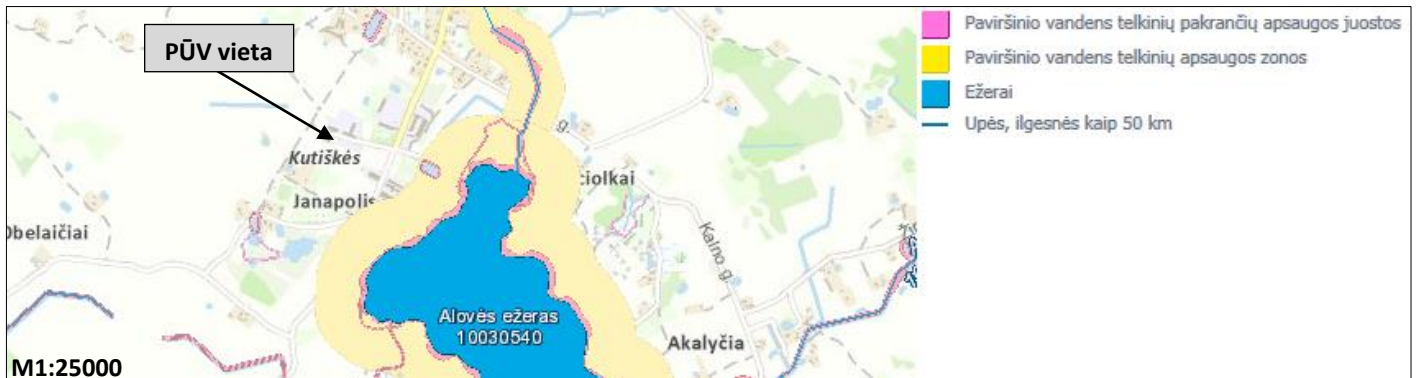 PŪV vieta
Kutiškės
g.
Janapolis
čiolkai
Obelaičiai
Kalno g.
Alovės ežeras
10030540
Akalyčia
M1:25000
Paviršinio vandens telkinių pakrančių apsaugos juostos
Paviršinio vandens telkinių apsaugos zonos
Ežerai
Upės, ilgesnės kaip 50 km